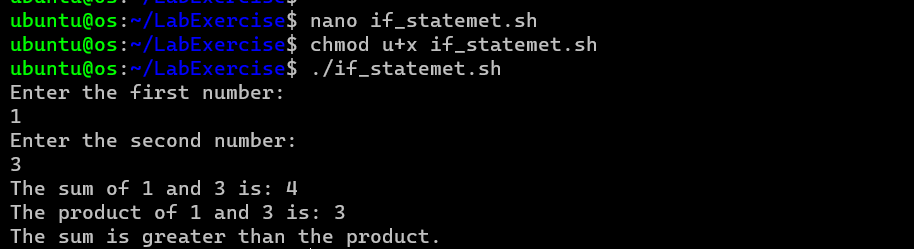 ubuntu@os:~/LabExercise$ nano if_statemet.sh
ubuntu@os:~/LabExercise$ chmod u+x if_statemet.sh
ubuntu@os:~/LabExercise$ ./if_statemet.sh
Enter the first number:
1
Enter the second number:
3
The sum of 1 and 3 is: 4
The product of 1 and 3 is: 3
The sum is greater than the product.